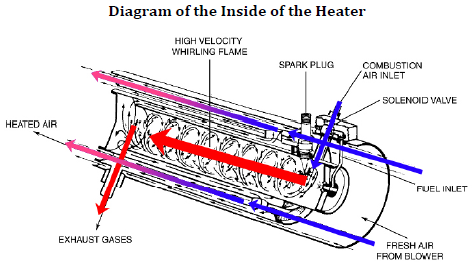 Diagram of the Inside of the Heater
HIGH VELOCITY
WHIRLING FLAME
SPARK PLUG
COMBUSTION
AIR INLET
SOLENOID VALVE
HEATED AIR
FUEL INLET
EXHAUST GASES
FRESH AIR
FROM BLOWER